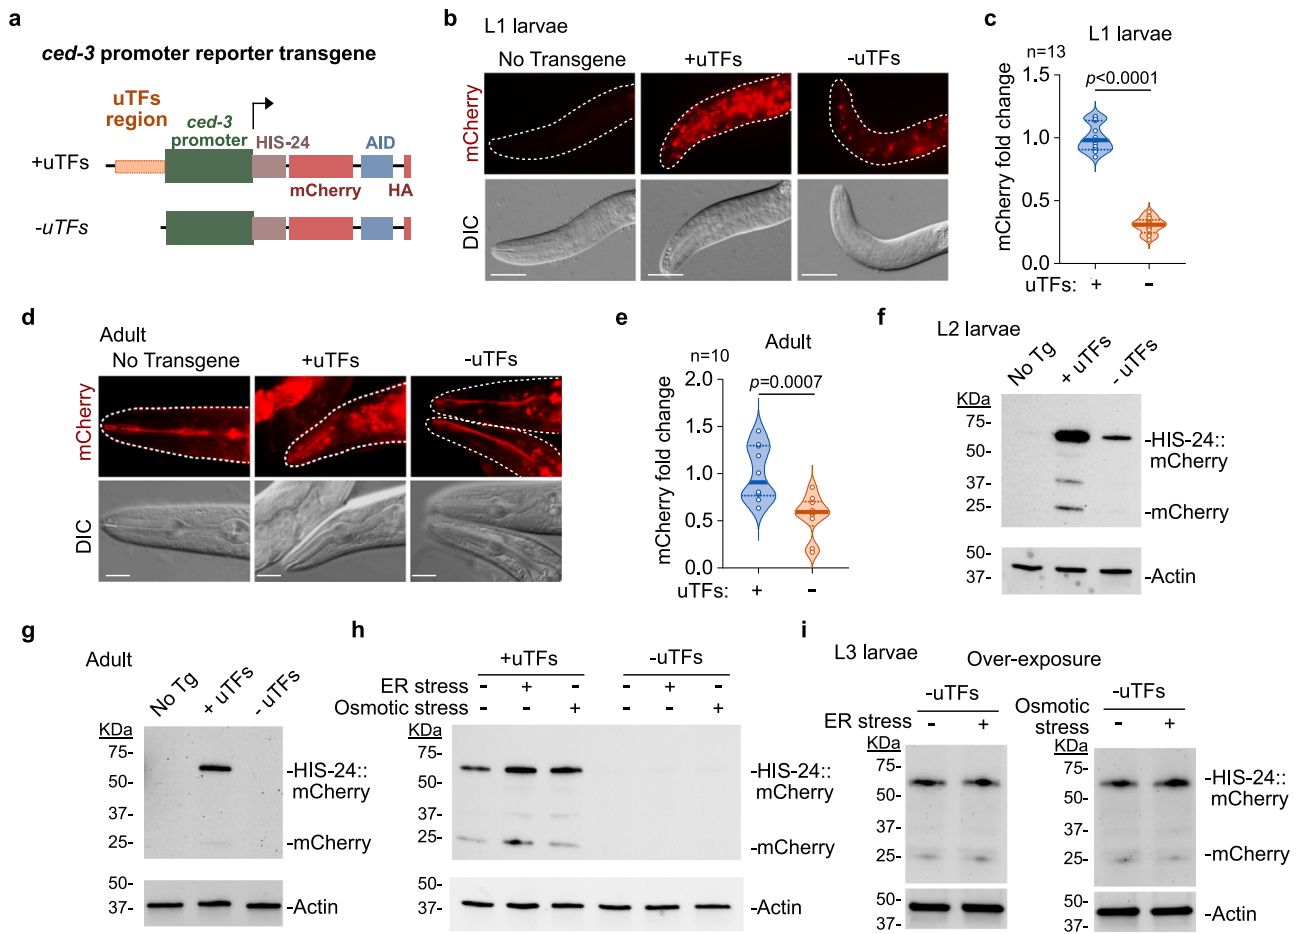 a
ced-3 promoter reporter transgene
uTFs
region
ced-3
promoter
HIS-24
AID
+uTFs
mCherry
HA
-uTFs
b
L1 larvae
No Transgene
+uTFs
-uTFs
mCherry
DIC
c
L1 larvae
n=13
p<0.0001
mCherry fold change
1.5
1.0
0.5
0.0
uTFs: + -
d
Adult
No Transgene
+uTFs
-uTFs
mCherry
DIC
e
Adult
n=10
p=0.0007
mCherry fold change
2.0
1.5
1.0
0.5
0.0
uTFs: + -
f
L2 larvae
No Tg
+ uTFs
- uTFs
KDa
75-
50-
37-
25-
-HIS-24::
mCherry
-mCherry
50-
37-
-Actin
g
Adult
No Tg
+ uTFs
- uTFs
KDa
75-
50-
37-
25-
-HIS-24::
mCherry
-mCherry
50-
37-
-Actin
h
+uTFs
-uTFs
ER stress - + - - + -
Osmotic stress - - + - - +
KDa
75-
50-
37-
25-
-HIS-24::
mCherry
-mCherry
50-
37-
-Actin
i
L3 larvae
Over-exposure
-uTFs
ER stress - +
KDa
75-
50-
37-
25-
50-
37-
-uTFs
Osmotic
stress - +
KDa
75-
50-
37-
25-
-HIS-24::
mCherry
-mCherry
50-
37-
-Actin